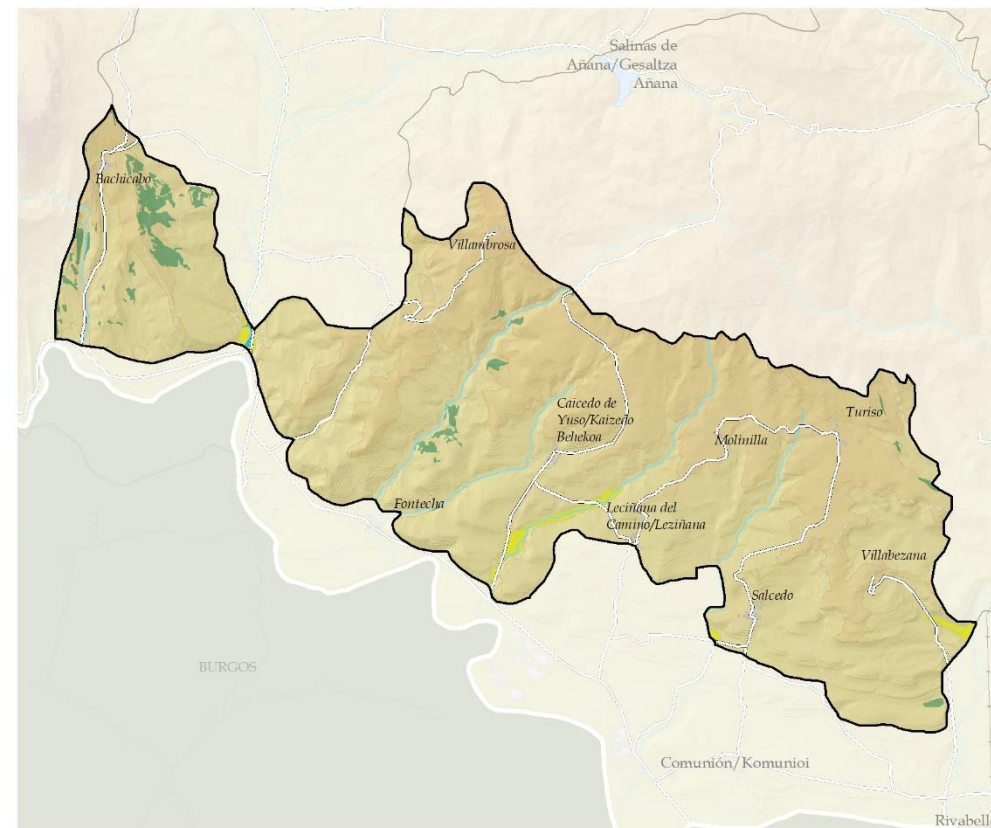 Salinas de
Añana/Gesaltza
Añana
Bachicabo
Villambrosa
Caicedo de
Yuso/Kaizedo
Behekoa
Turiso
Molinilla
Fontecha
Leciñana del
Camino/Leziñana
Villabezana
Salcedo
BURGOS
Comunión/Komunioi
Rivabell